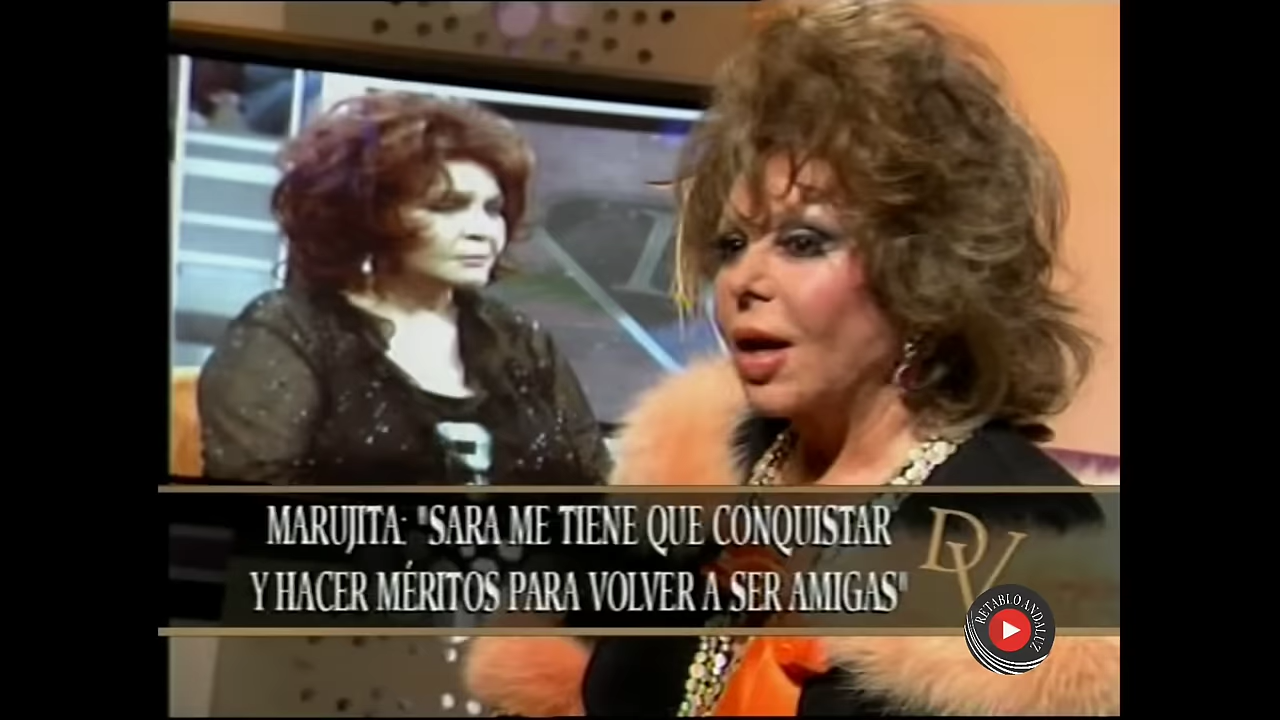 MARUJITA: "SARA ME TIENE QUE CONQUISTAR
Y HACER MÉRITOS PARA VOLVER A SER AMIGAS"
DV
RETABLO ANDALUZ